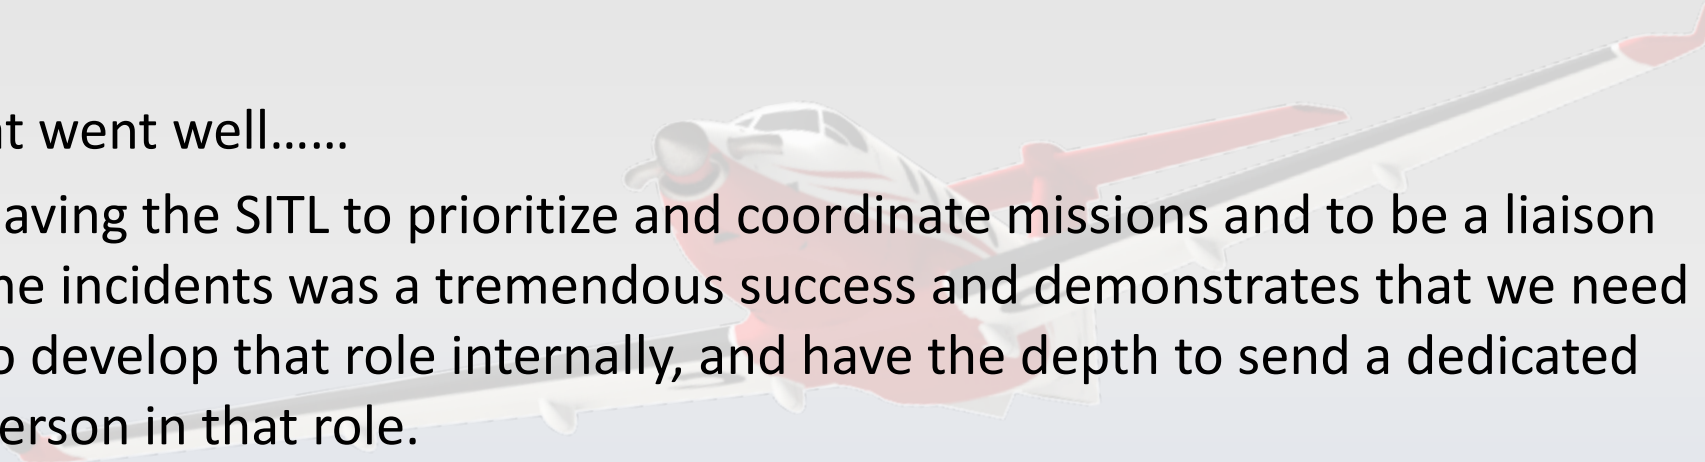 t went well……
aving the SITL to prioritize and coordinate missions and to be a liaison
he incidents was a tremendous success and demonstrates that we need
o develop that role internally, and have the depth to send a dedicated
erson in that role.